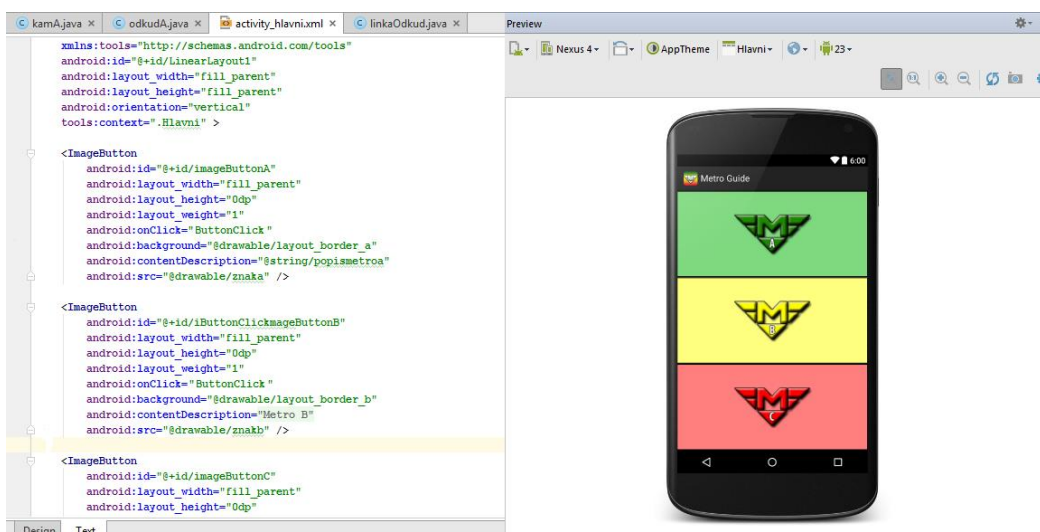 kamA.java × odkudA.java × activity_hlavni.xml × linkaOdkud.java ×
xmlns:tools="http://schemas.android.com/tools"
android:id="@+id/LinearLayout1"
android:layout_width="fill_parent"
android:layout_height="fill_parent"
android:orientation="vertical"
tools:context=".Hlavni" >
<ImageButton
android:id="@+id/imageButtonA"
android:layout_width="fill_parent"
android:layout_height="0dp"
android:layout_weight="1"
android:onClick="ButtonClick"
android:background="@drawable/layout_border_a"
android:contentDescription="@string/popismetroa"
android:src="@drawable/znaka" />
<ImageButton
android:id="@+id/iButtonClickmageButtonB"
android:layout_width="fill_parent"
android:layout_height="0dp"
android:layout_weight="1"
android:onClick="ButtonClick"
android:background="@drawable/layout_border_b"
android:contentDescription="Metro B"
android:src="@drawable/znakb" />
<ImageButton
android:id="@+id/imageButtonC"
android:layout_width="fill_parent"
android:layout_height="0dp"
Design Text
Preview
Nexus 4 AppTheme Hlavni 23
6:00
Metro Guide
M
A
M
B
M
C